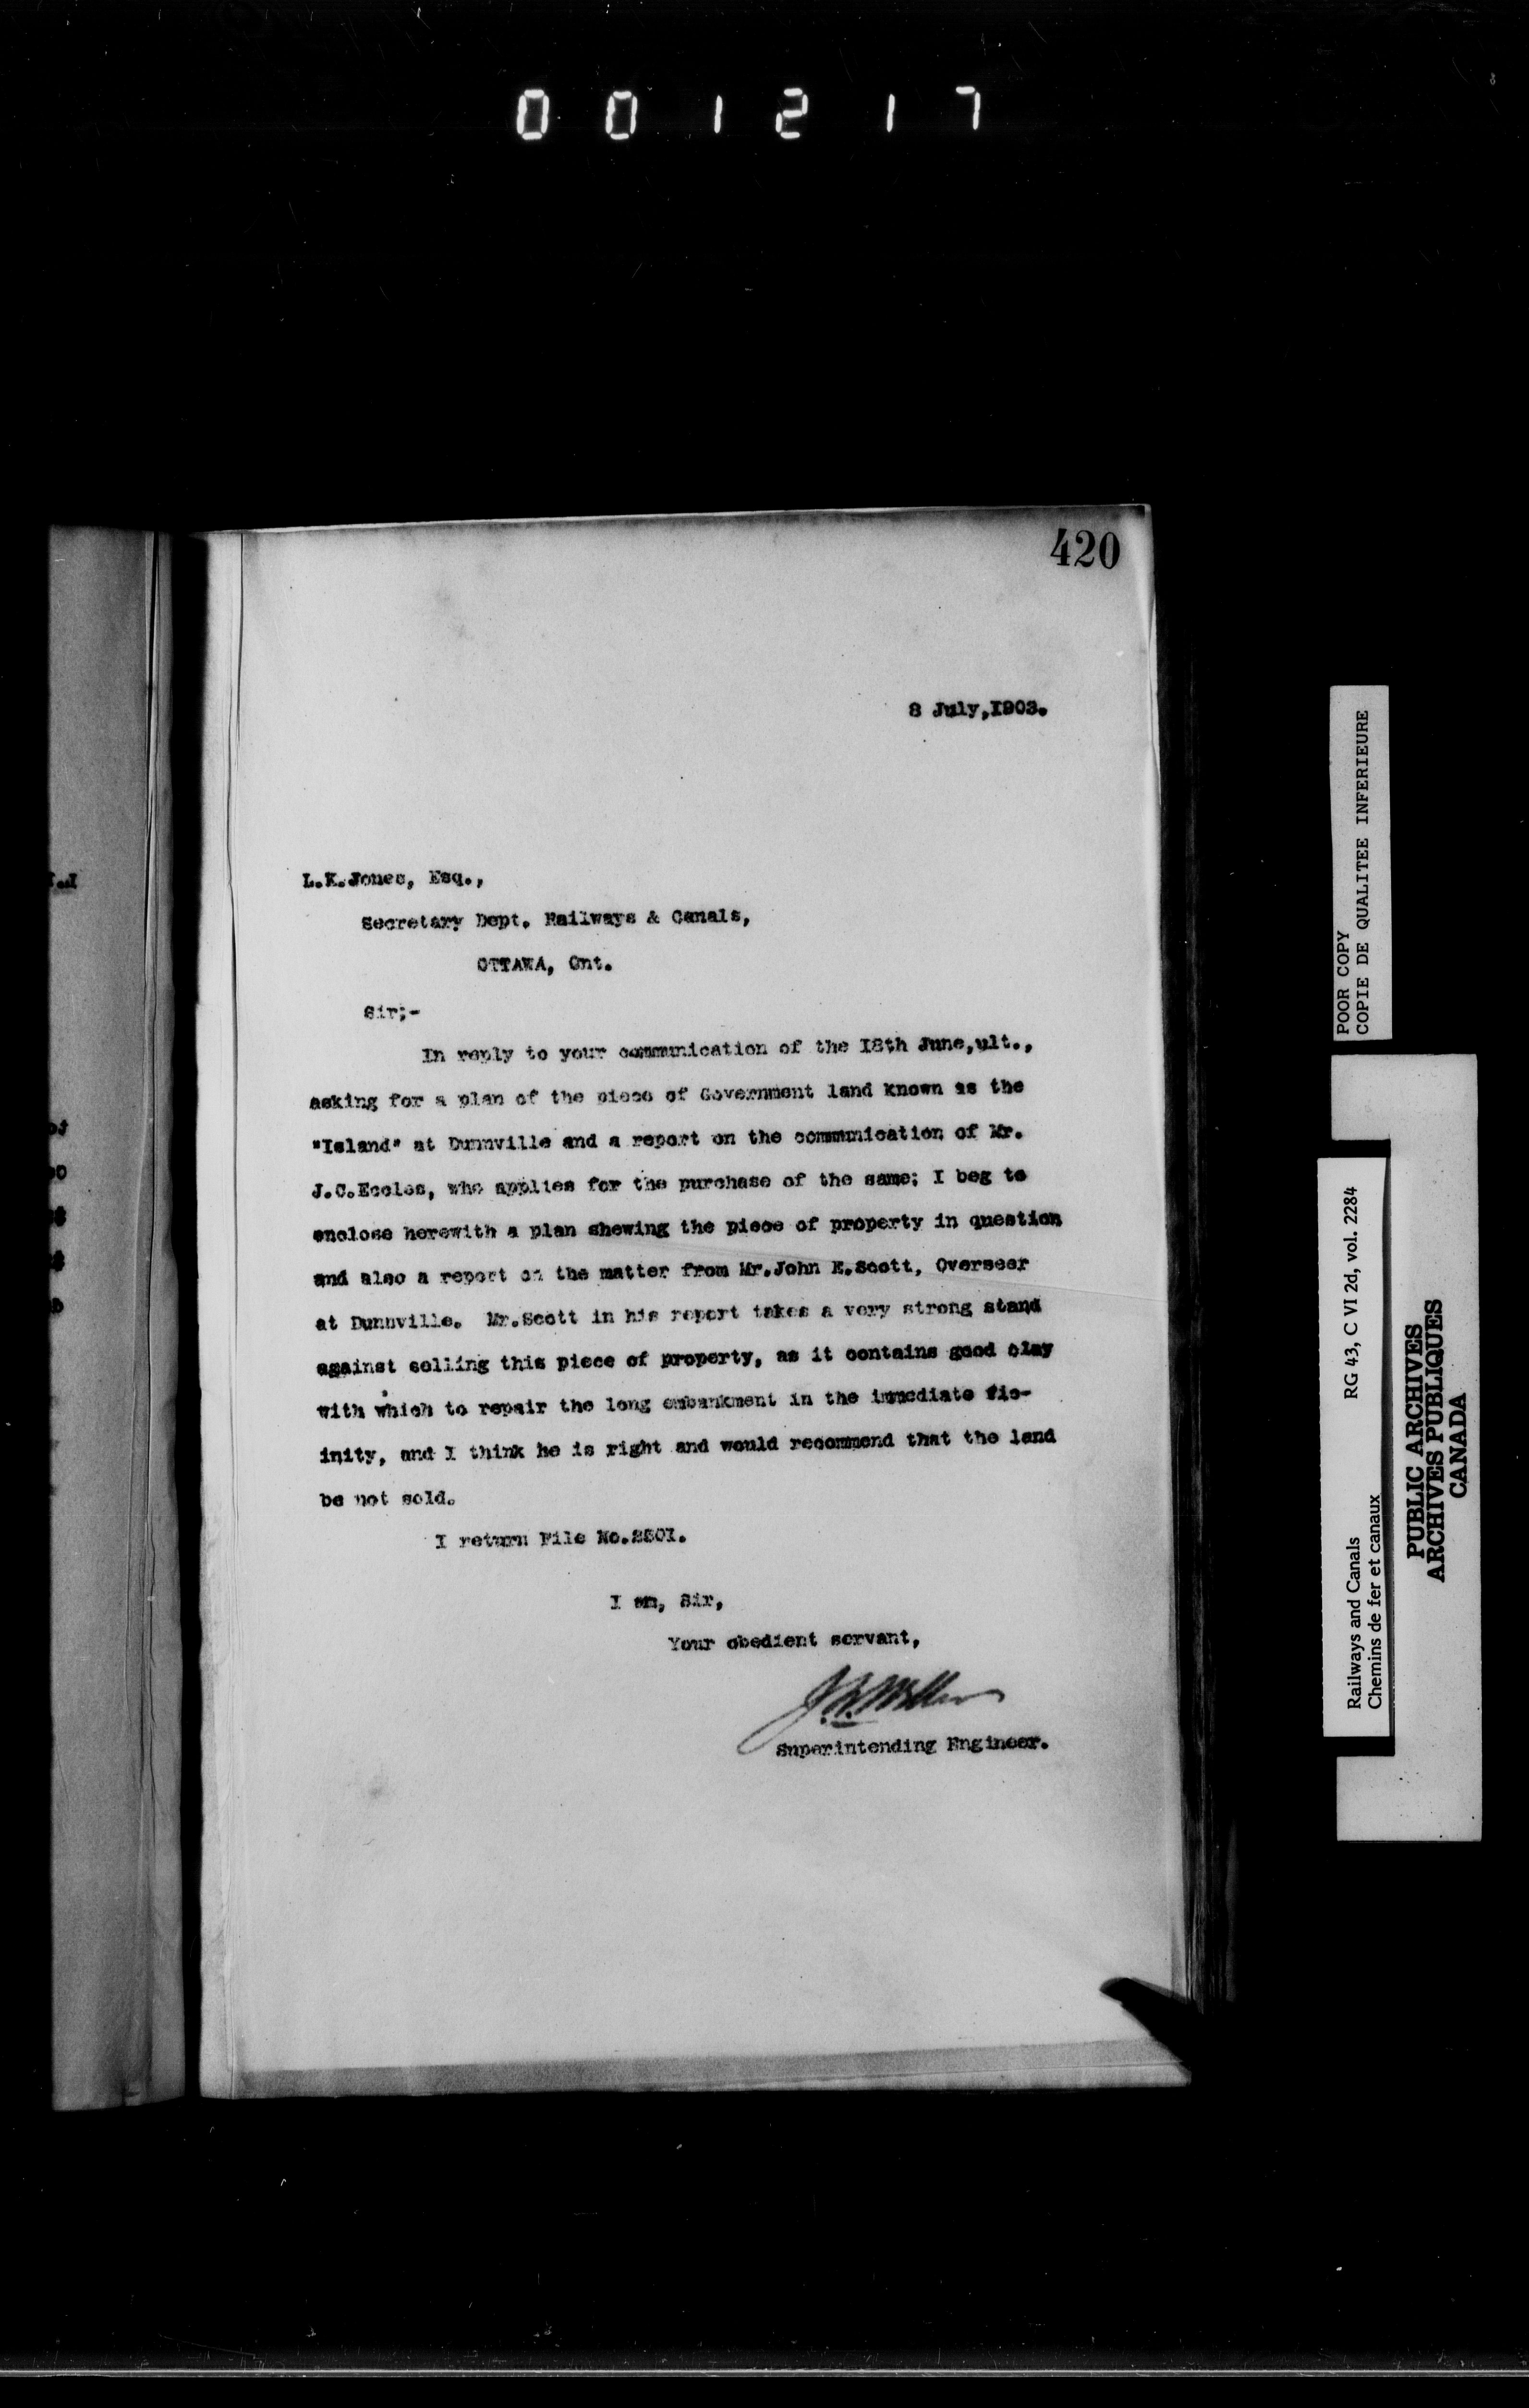 001217
420
8 July,I903.
L.K.Jones, Esq.,
Secretary Dept. Railways & Canals,
OTTAWA, Ont.
Sir;-
In reply to your communication of the I8th June,ult.,
asking for a plan of the piece of Government land known as the
"Island" at Dunnville and a report on the communication of Mr.
J.C.Eccles, who applies for the purchase of the same; I beg to
enclose herewith a plan shewing the piece of property in question
and also a report on the matter from Mr.John E.Scott, Overseer
at Dunnville. Mr.Scott in his report takes a very strong stand
against selling this piece of property, as it contains good clay
with which to repair the long embankment in the immediate vic-
inity, and I think he is right and would recommend that the land
be not sold.
I return File No.
I am, Sir,
Your obedient servant,
Superintending Engineer.
POOR COPY
COPIE DE QUALITEE INFERIEURE
Railways and Canals RG 43, C VI 2d, vol. 2284
Chemins de fer et canaux
PUBLIC ARCHIVES
ARCHIVES PUBLIQUES
CANADA